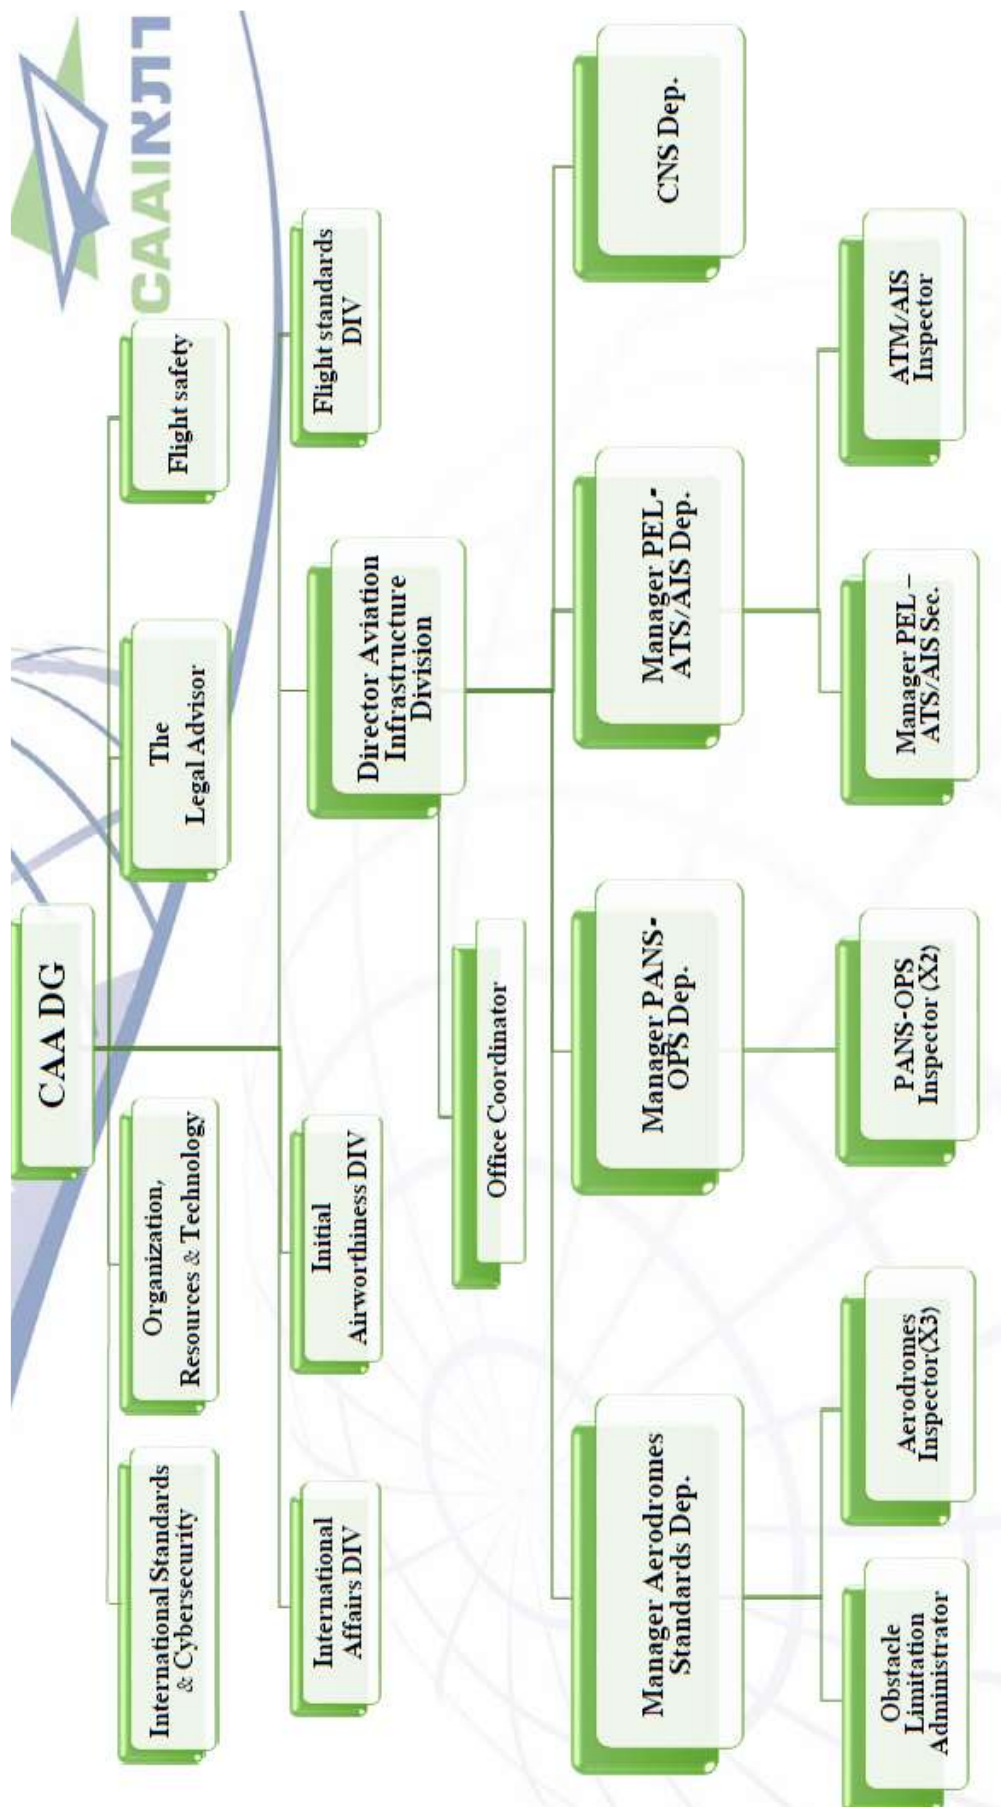 CAA DG
CAAI רתא
International Standards
& Cybersecurity
Organization,
Resources & Technology
The
Legal Advisor
Flight safety
International
Affairs DIV
Initial
Airworthiness DIV
Director Aviation
Infrastructure
Division
Flight standards
DIV
Office Coordinator
Manager Aerodromes
Standards Dep.
Manager PANS-
OPS Dep.
Manager PEL-
ATS/AIS Dep.
CNS Dep.
Obstacle
Limitation
Administrator
Aerodromes
Inspector(X3)
PANS-OPS
Inspector (X2)
Manager PEL –
ATS/AIS Sec.
ATM/AIS
Inspector